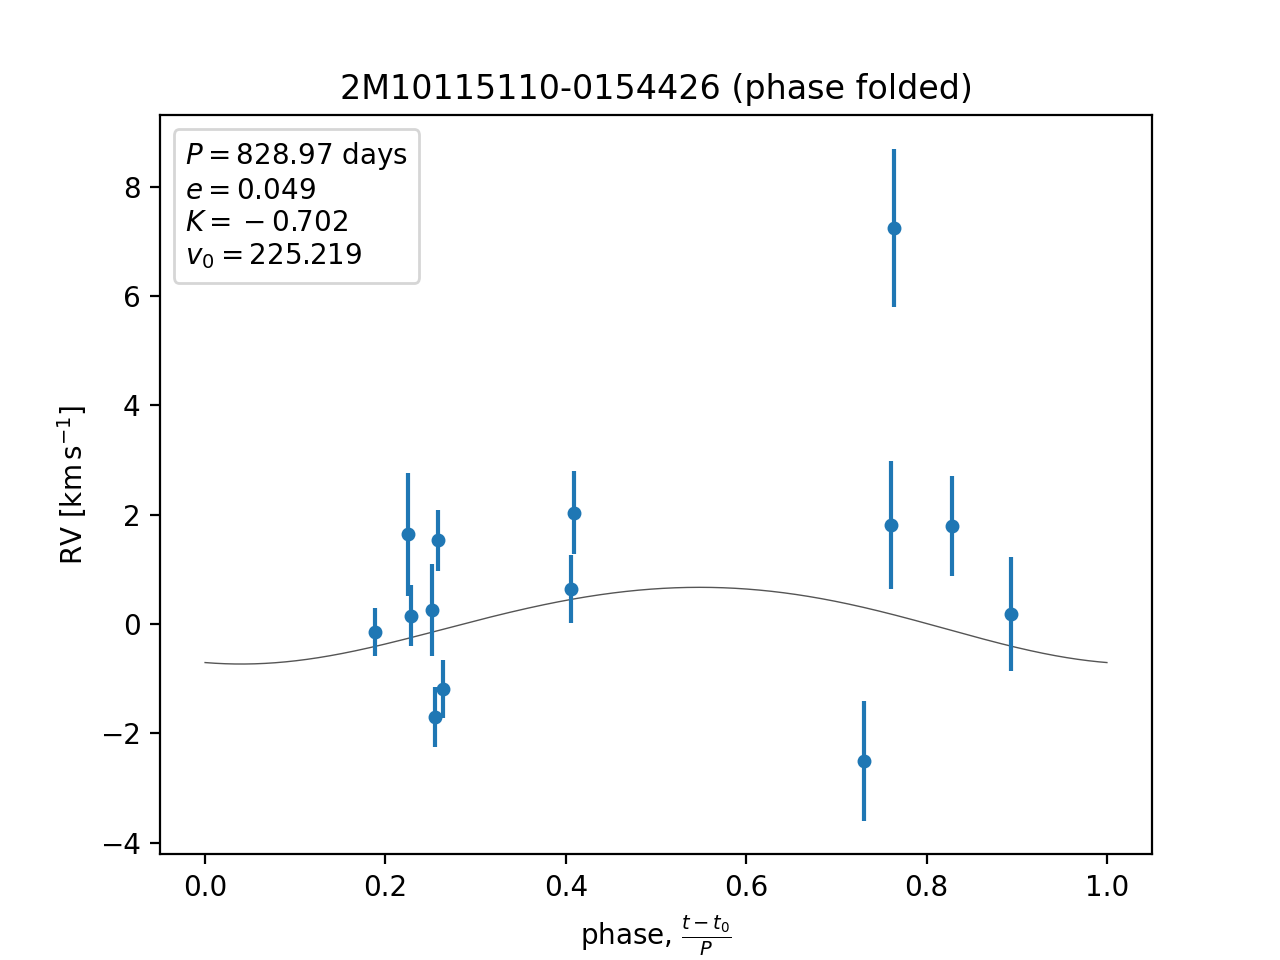 2M10115110-0154426 (phase folded)
P = 828.97 days
e = 0.049
K = −0.702
v₀ = 225.219
8
6
4
2
0
−2
−4
RV [km s⁻¹]
0.0 0.2 0.4 0.6 0.8 1.0
phase, (t − t₀)/P